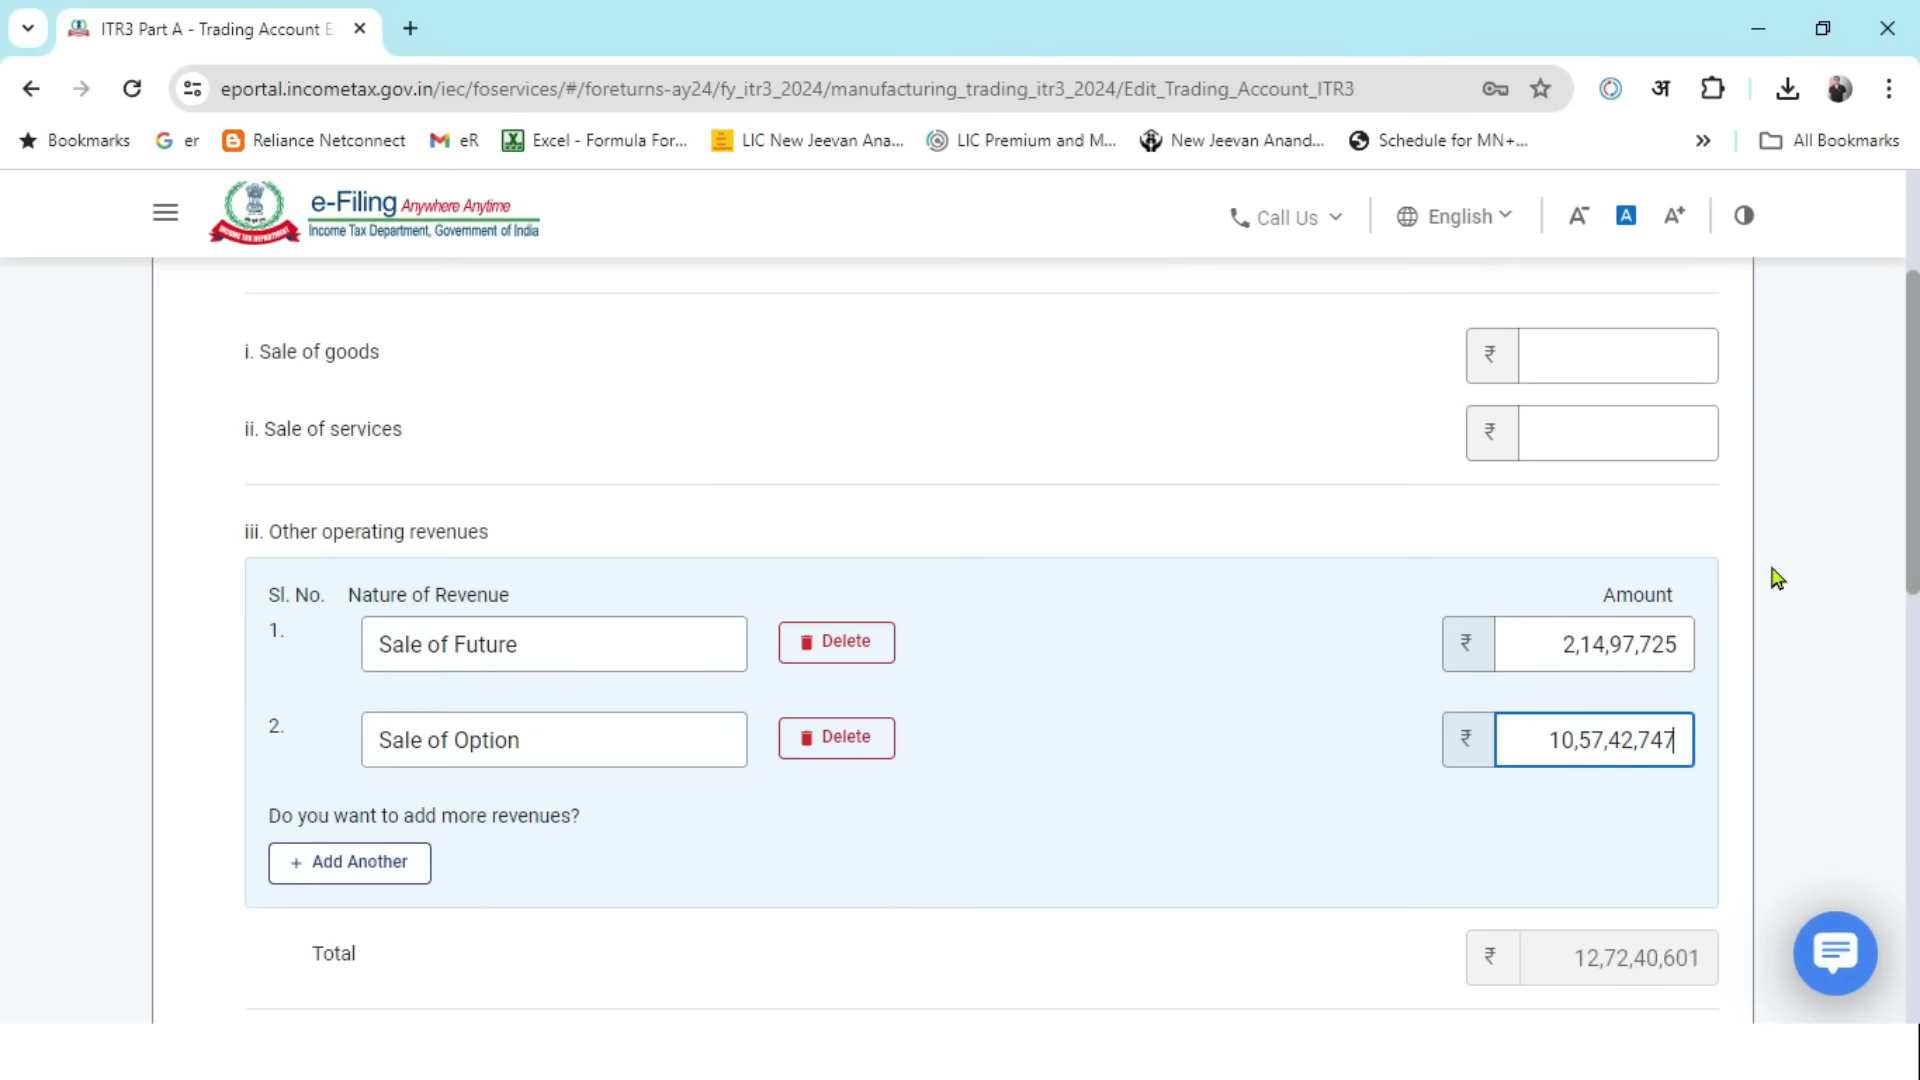 ITR3 Part A - Trading Account E
eportal.incometax.gov.in/iec/foservices/#/foreturns-ay24/fy_itr3_2024/manufacturing_trading_itr3_2024/Edit_Trading_Account_ITR3
अ
Bookmarks
er
Reliance Netconnect
eR
Excel - Formula For...
LIC New Jeevan Ana...
LIC Premium and M...
New Jeevan Anand...
Schedule for MN+...
»
All Bookmarks
e-Filing Anywhere Anytime
Income Tax Department, Government of India
INCOME TAX DEPARTMENT
Call Us
English
A-
A
A+
i. Sale of goods
₹
ii. Sale of services
₹
iii. Other operating revenues
Sl. No. Nature of Revenue Amount
1. Sale of Future Delete ₹ 2,14,97,725
2. Sale of Option Delete ₹ 10,57,42,747
Do you want to add more revenues?
+ Add Another
Total ₹ 12,72,40,601